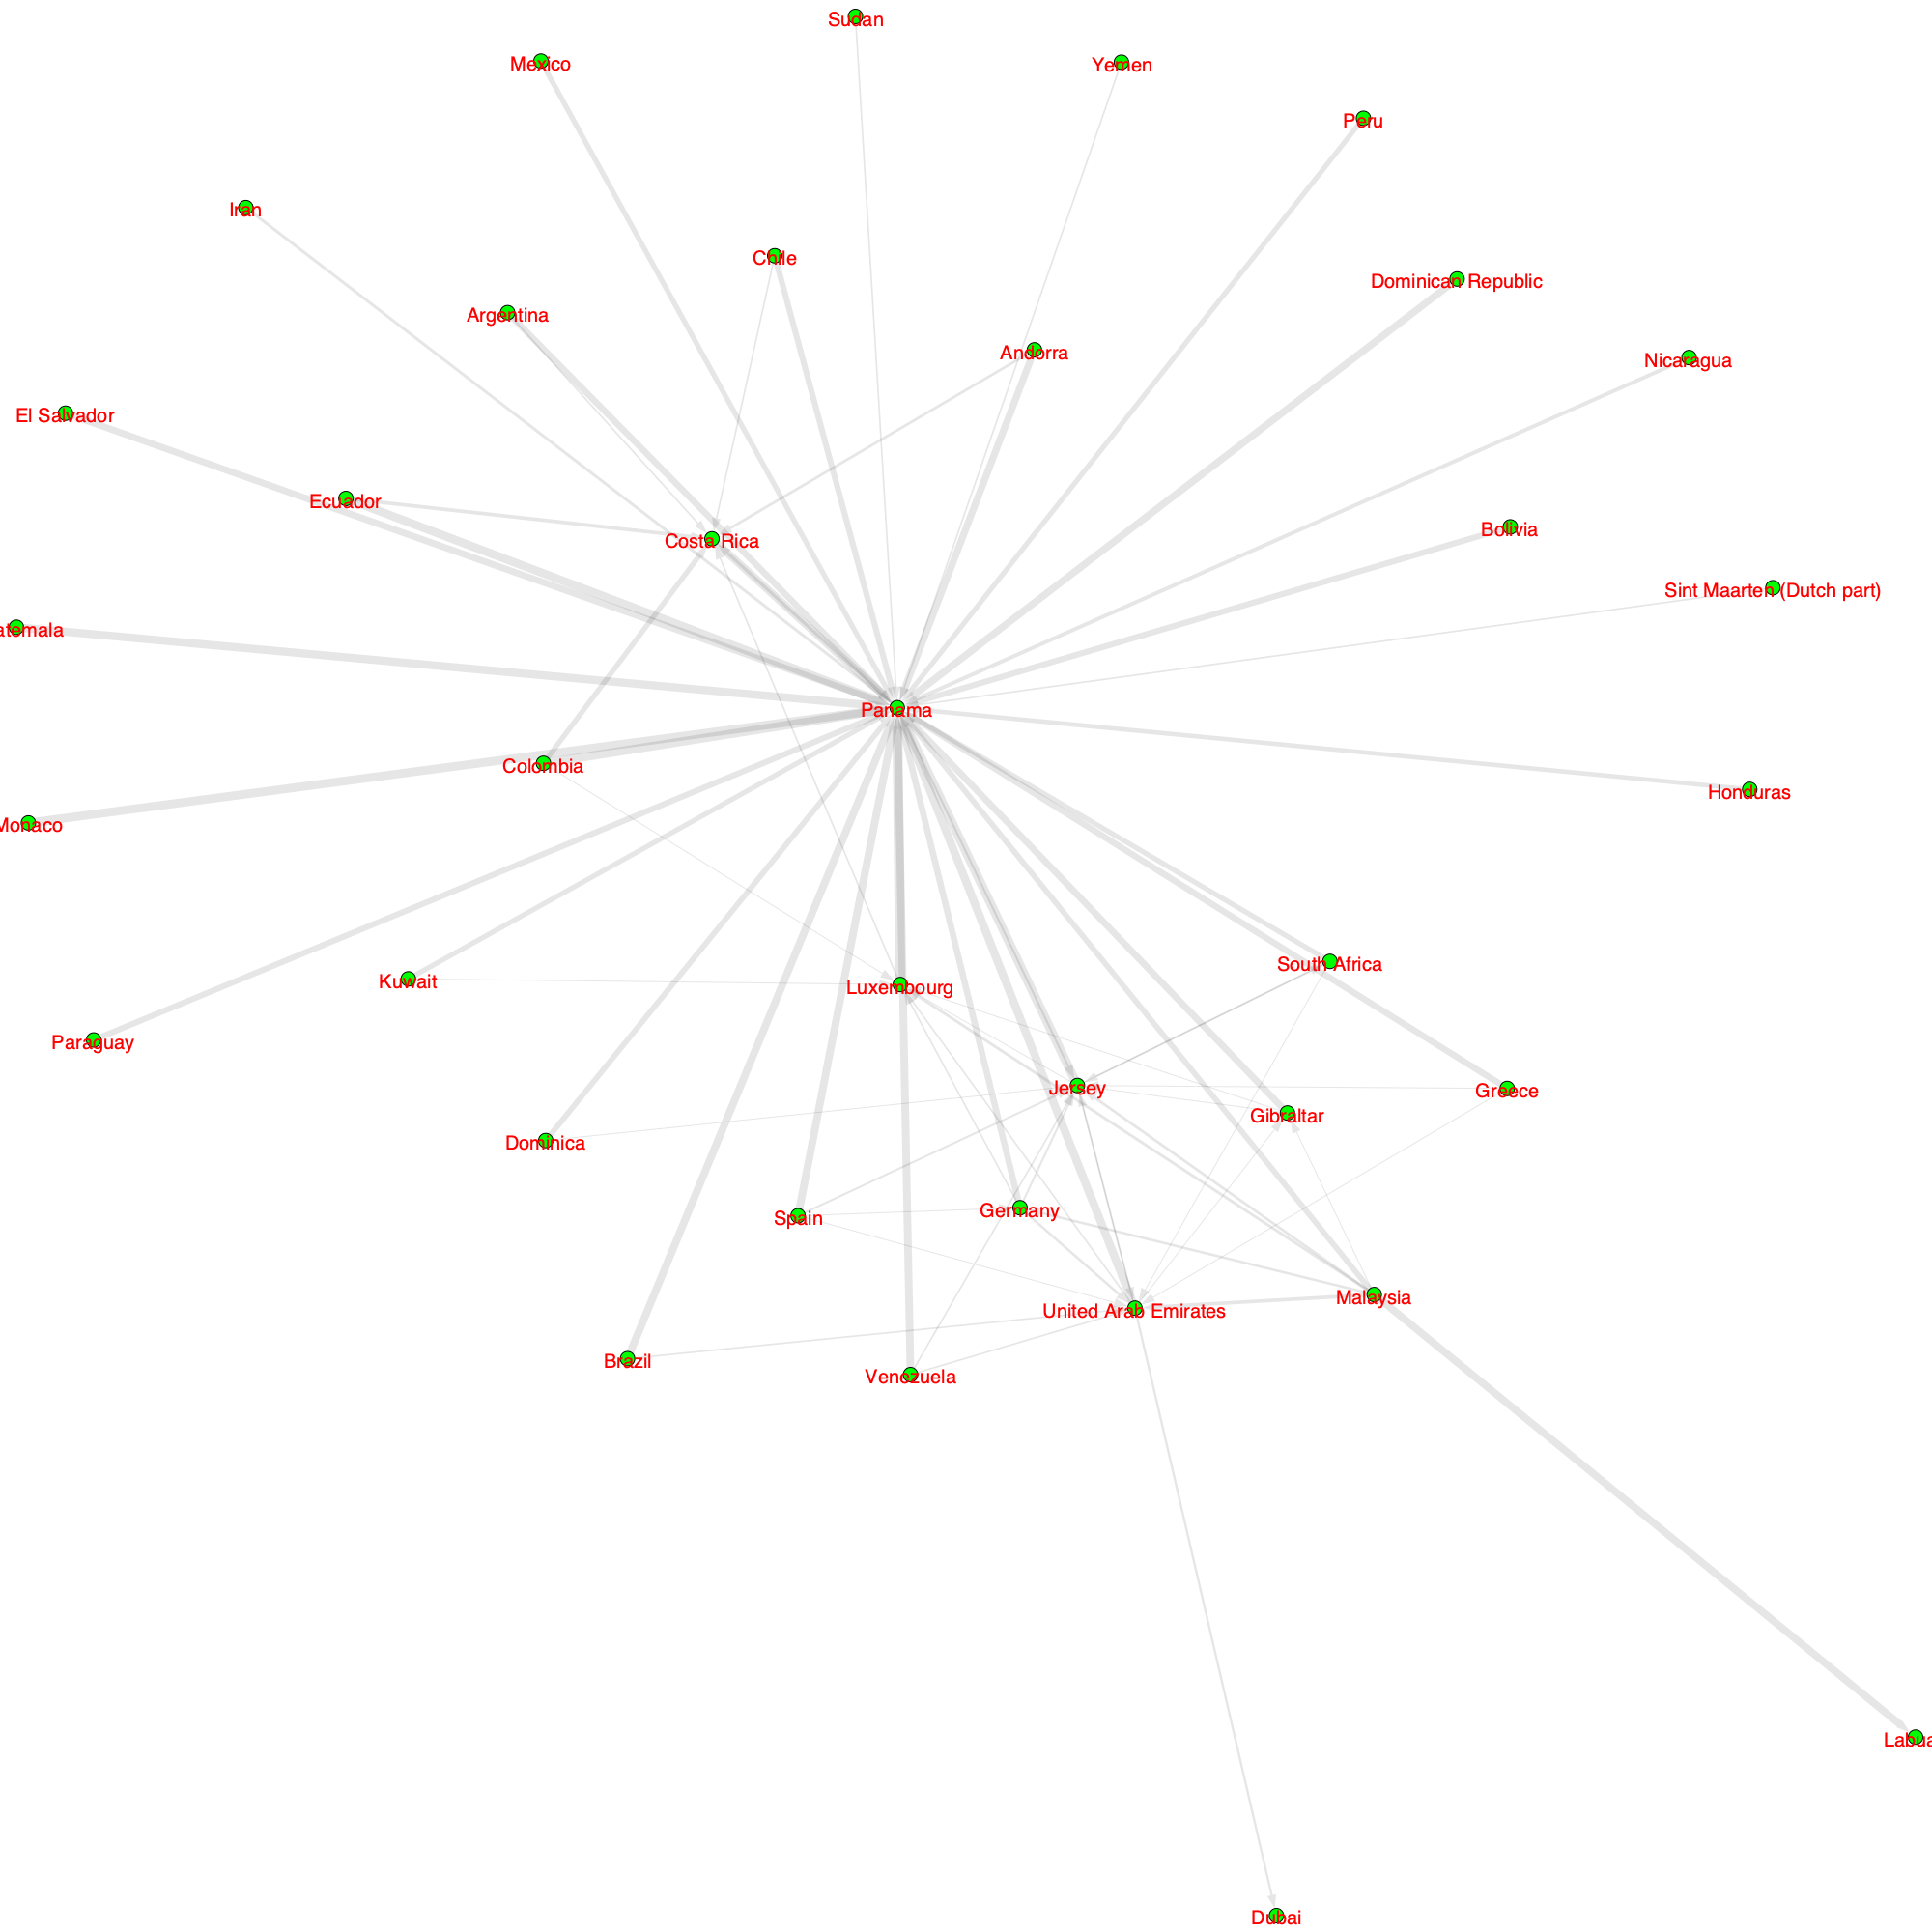 Sudan
Mexico
Yemen
Peru
Iran
Chile
Dominican Republic
Argentina
Andorra
Nicaragua
El Salvador
Ecuador
Bolivia
Costa Rica
Sint Maarten (Dutch part)
atemala
Panama
Colombia
Honduras
Monaco
South Africa
Kuwait
Luxembourg
Paraguay
Jersey
Greece
Gibraltar
Dominica
Germany
Spain
Malaysia
United Arab Emirates
Brazil
Venezuela
Labua
Dubai